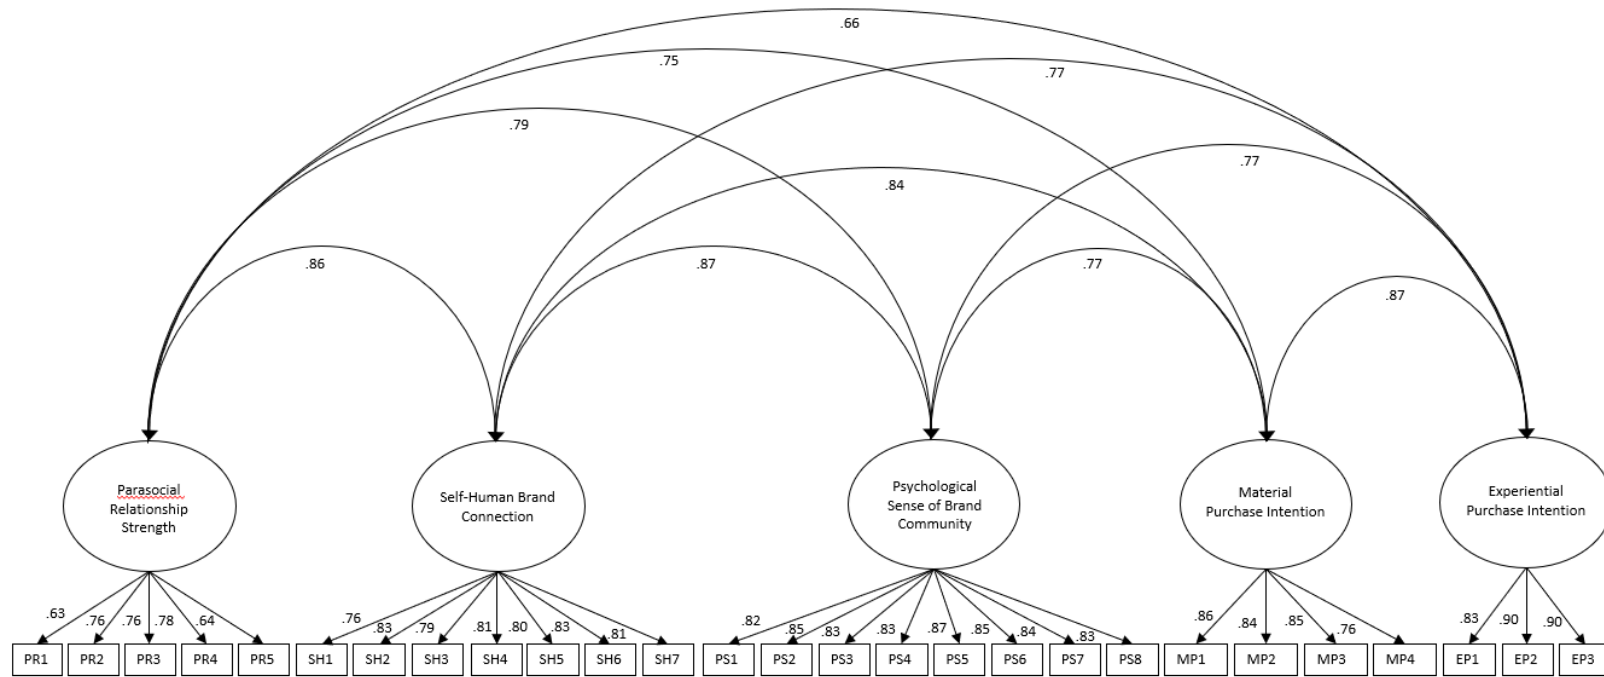 .66
.75
.77
.79
.77
.84
.86
.87
.77
.87
Parasocial
Relationship
Strength
Self-Human Brand
Connection
Psychological
Sense of Brand
Community
Material
Purchase Intention
Experiential
Purchase Intention
.63 .76 .76 .78 .64
.76 .83 .79 .81 .80 .83 .81
.82 .85 .83 .83 .87 .85 .84 .83
.86 .84 .85 .76
.83 .90 .90
PR1 PR2 PR3 PR4 PR5 SH1 SH2 SH3 SH4 SH5 SH6 SH7 PS1 PS2 PS3 PS4 PS5 PS6 PS7 PS8 MP1 MP2 MP3 MP4 EP1 EP2 EP3